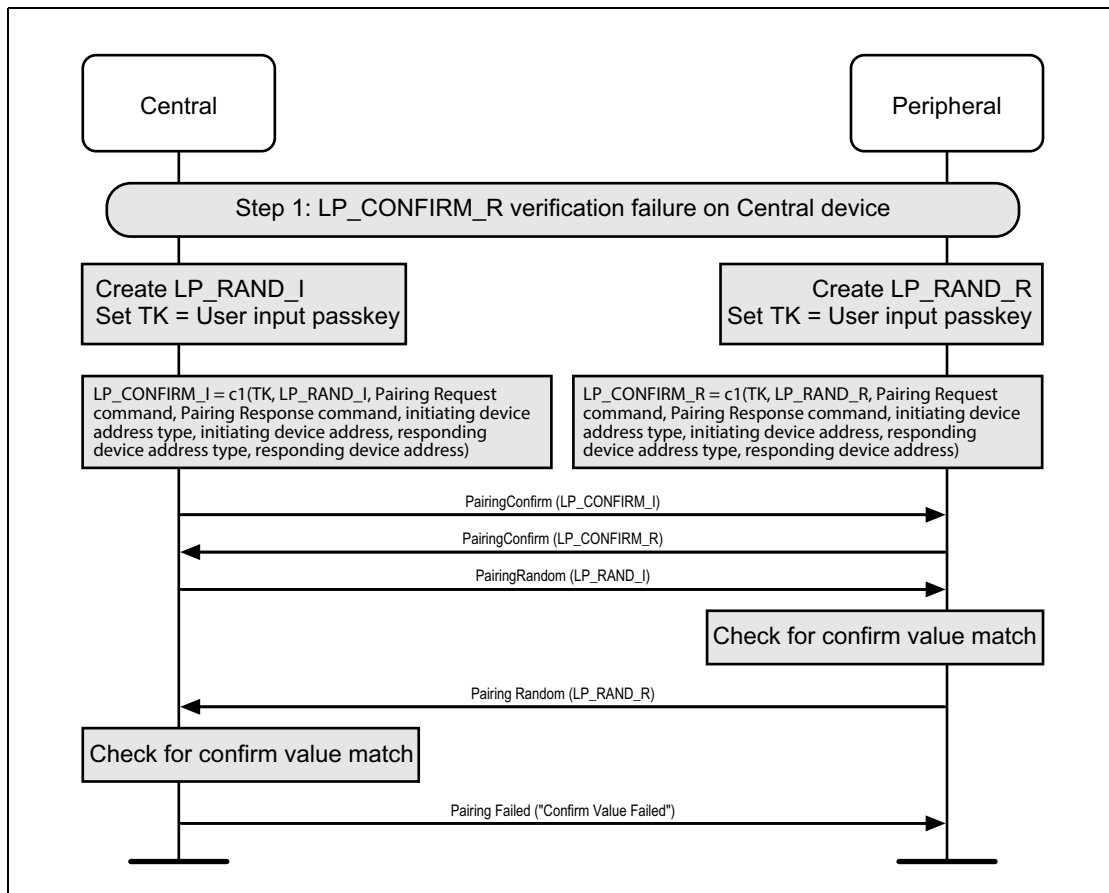 Central
Peripheral
Step 1: LP_CONFIRM_R verification failure on Central device
Create LP_RAND_I
Set TK = User input passkey
Create LP_RAND_R
Set TK = User input passkey
LP_CONFIRM_I = c1(TK, LP_RAND_I, Pairing Request
command, Pairing Response command, initiating device
address type, initiating device address, responding
device address type, responding device address)
LP_CONFIRM_R = c1(TK, LP_RAND_R, Pairing Request
command, Pairing Response command, initiating device
address type, initiating device address, responding
device address type, responding device address)
PairingConfirm (LP_CONFIRM_I)
PairingConfirm (LP_CONFIRM_R)
PairingRandom (LP_RAND_I)
Check for confirm value match
Pairing Random (LP_RAND_R)
Check for confirm value match
Pairing Failed ("Confirm Value Failed")